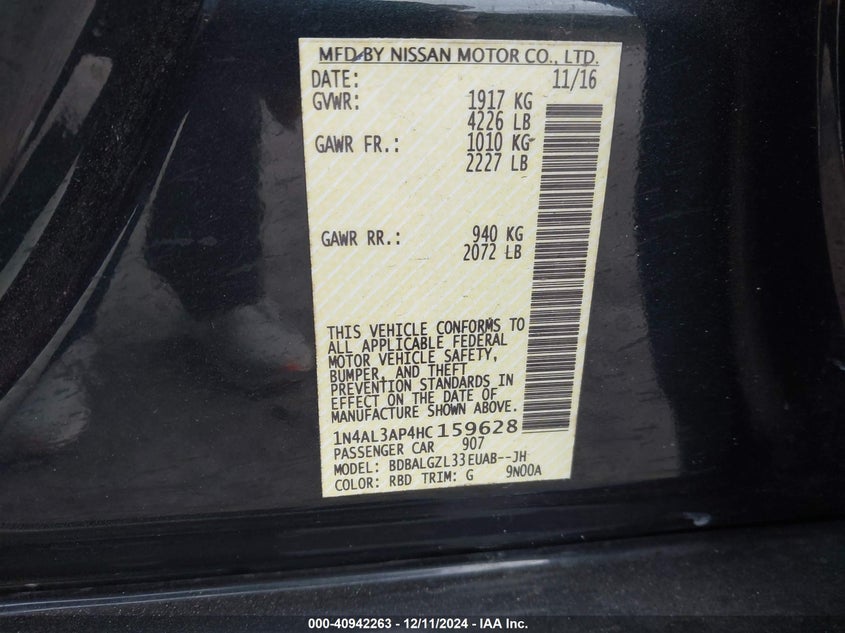 MFD BY NISSAN MOTOR CO., LTD.
DATE: 11/16
GVWR: 1917 KG
4226 LB
GAWR FR.: 1010 KG
2227 LB
GAWR RR.: 940 KG
2072 LB
THIS VEHICLE CONFORMS TO
ALL APPLICABLE FEDERAL
MOTOR VEHICLE SAFETY,
BUMPER, AND THEFT
PREVENTION STANDARDS IN
EFFECT ON THE DATE OF
MANUFACTURE SHOWN ABOVE.
1N4AL3AP4HC 159628
PASSENGER CAR 907
MODEL: BDBALGZL33EUAB--JH
COLOR: RBD TRIM: G 9N00A
000-40942263 - 12/11/2024 - IAA Inc.